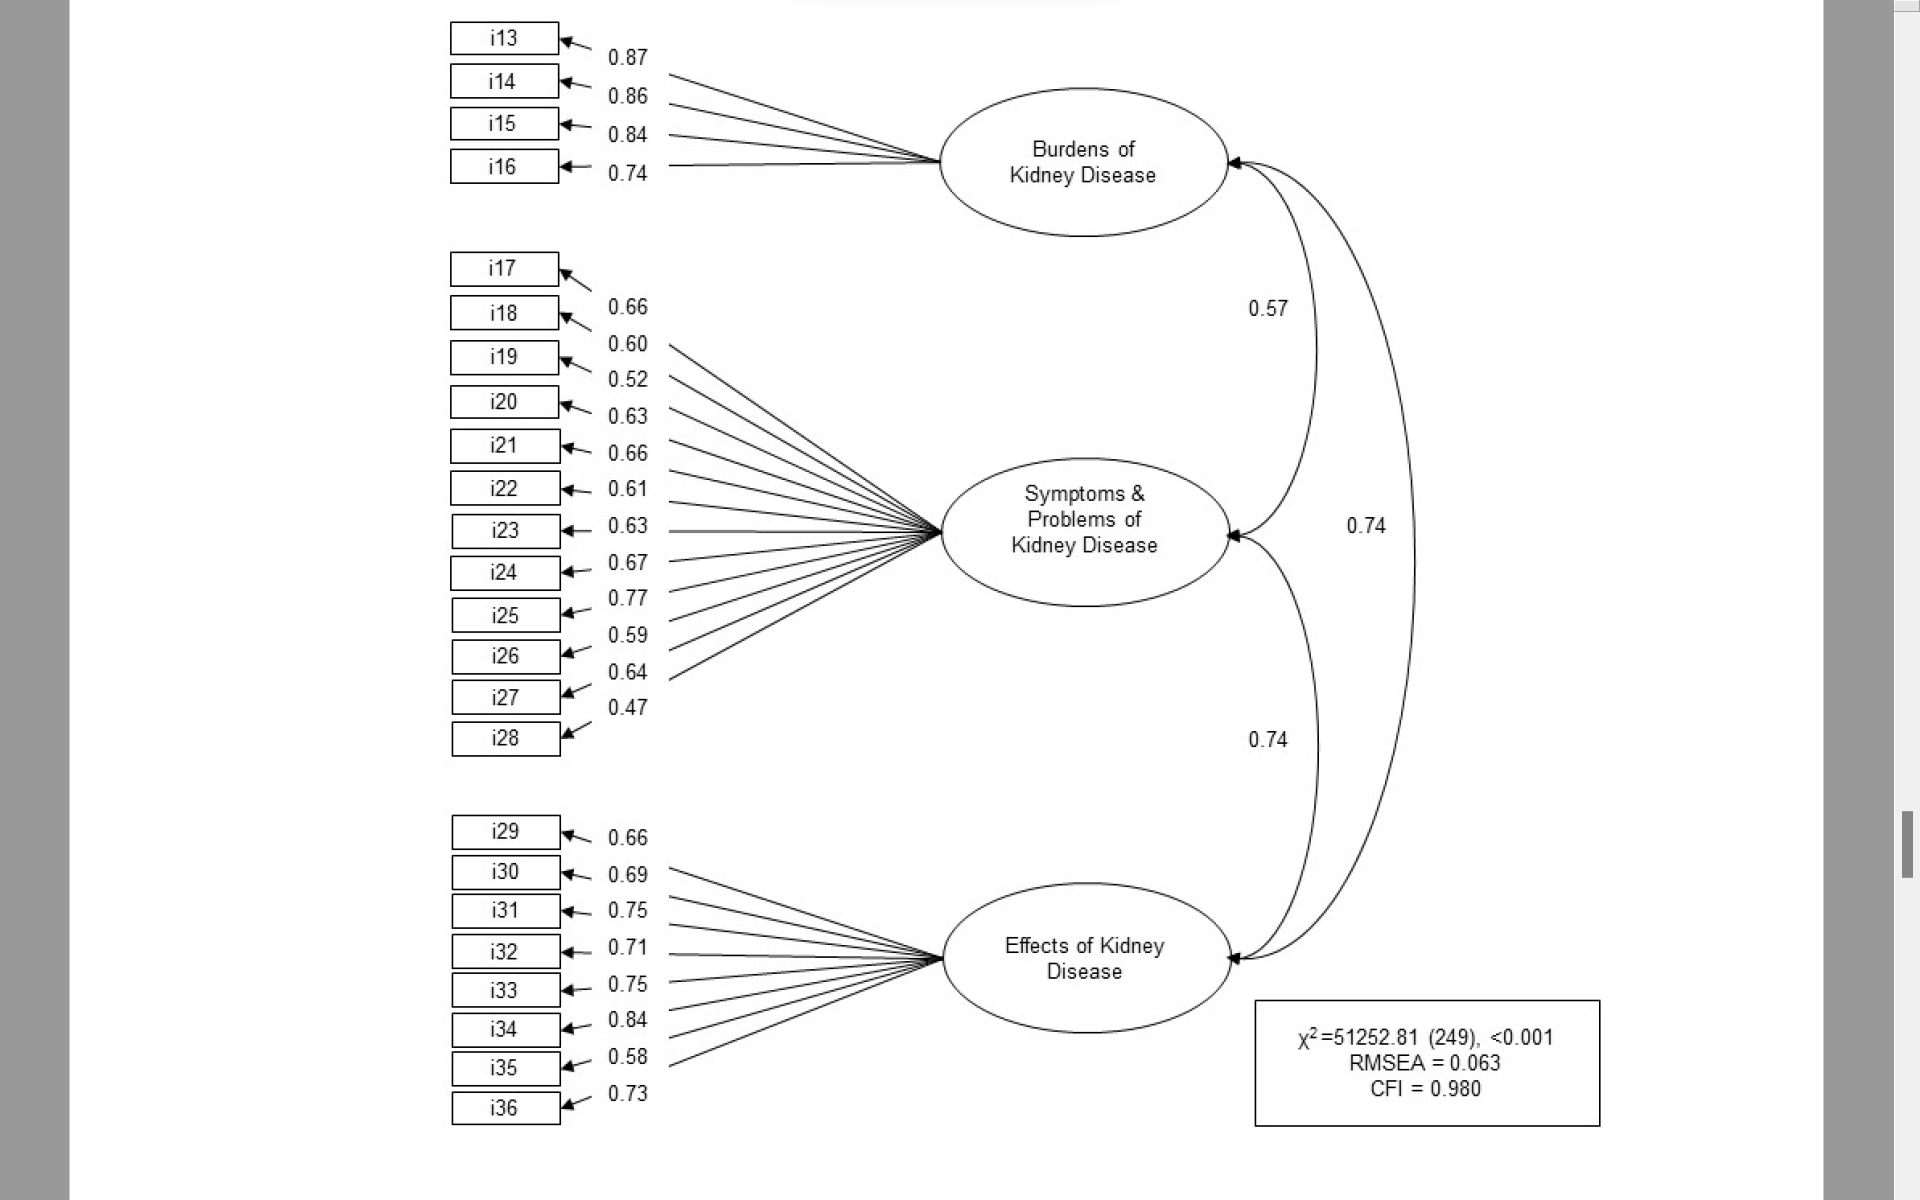 i13
0.87
i14
0.86
i15
0.84
i16
0.74
Burdens of
Kidney Disease
i17
0.66
i18
0.60
i19
0.52
i20
0.63
i21
0.66
i22
0.61
i23
0.63
i24
0.67
i25
0.77
i26
0.59
i27
0.64
i28
0.47
Symptoms &
Problems of
Kidney Disease
0.57
0.74
0.74
i29
0.66
i30
0.69
i31
0.75
i32
0.71
i33
0.75
i34
0.84
i35
0.58
i36
0.73
Effects of Kidney
Disease
χ²=51252.81 (249), <0.001
RMSEA = 0.063
CFI = 0.980